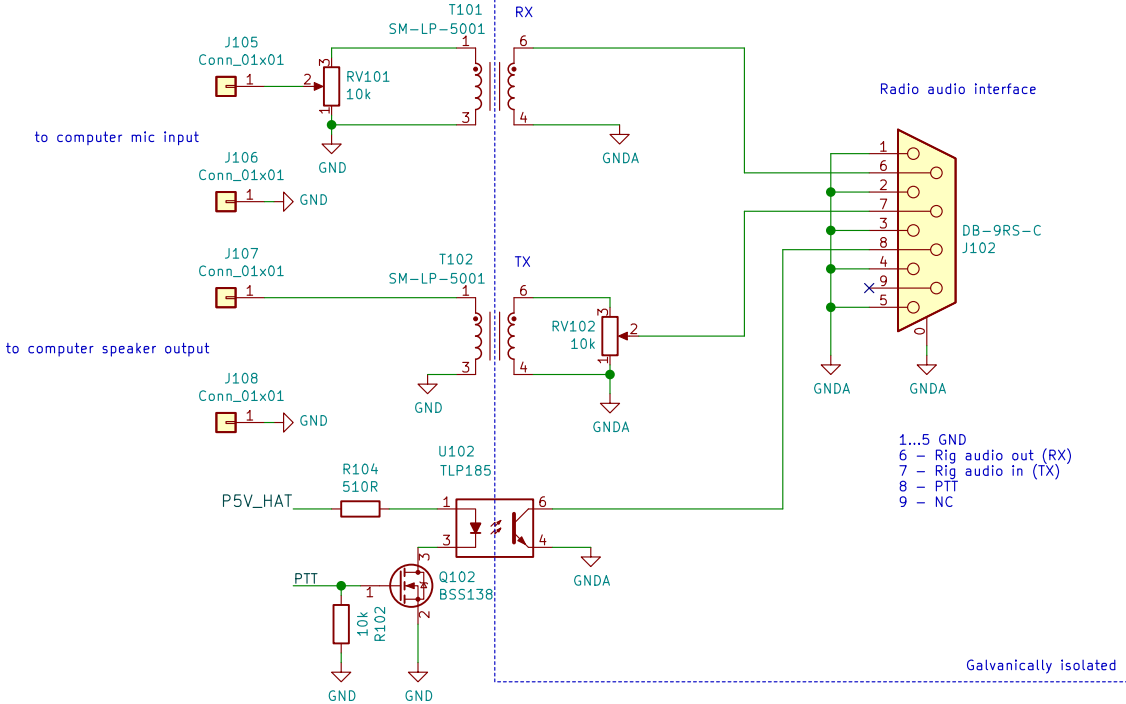 T101
SM-LP-5001
RX
1
6
3
4
GNDA
J105
Conn_01x01
1
2
3
1
RV101
10k
GND
to computer mic input
J106
Conn_01x01
1
GND
Radio audio interface
1
6
2
7
3
8
4
9
5
0
DB-9RS-C
J102
GNDA
GNDA
J107
Conn_01x01
1
T102
SM-LP-5001
TX
1
6
3
4
GND
3
2
1
RV102
10k
GNDA
to computer speaker output
J108
Conn_01x01
1
GND
1...5 GND
6 - Rig audio out (RX)
7 - Rig audio in (TX)
8 - PTT
9 - NC
U102
TLP185
R104
510R
P5V_HAT
1
6
3
4
GNDA
PTT
1
3
2
Q102
BSS138
10k
R102
GND
GND
Galvanically isolated